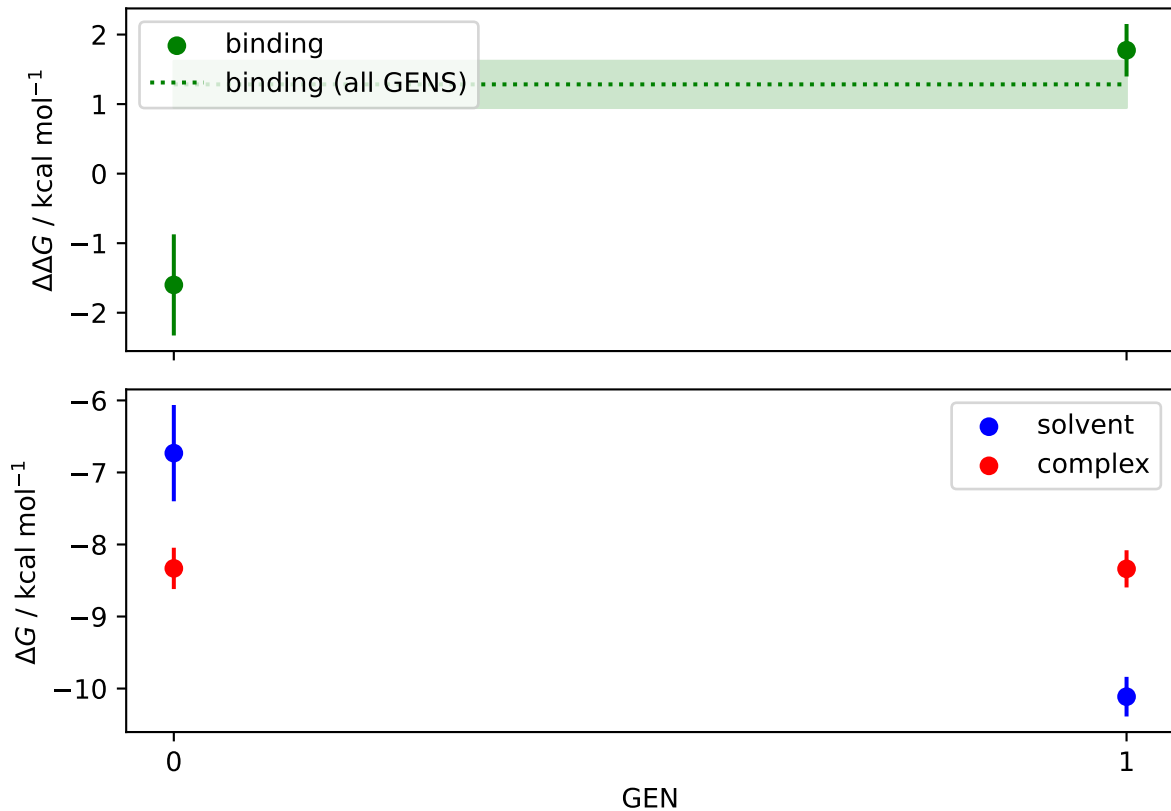 binding
binding (all GENS)
2
1
0
−1
−2
ΔΔG / kcal mol⁻¹
solvent
complex
−6
−7
−8
−9
−10
ΔG / kcal mol⁻¹
0 1
GEN